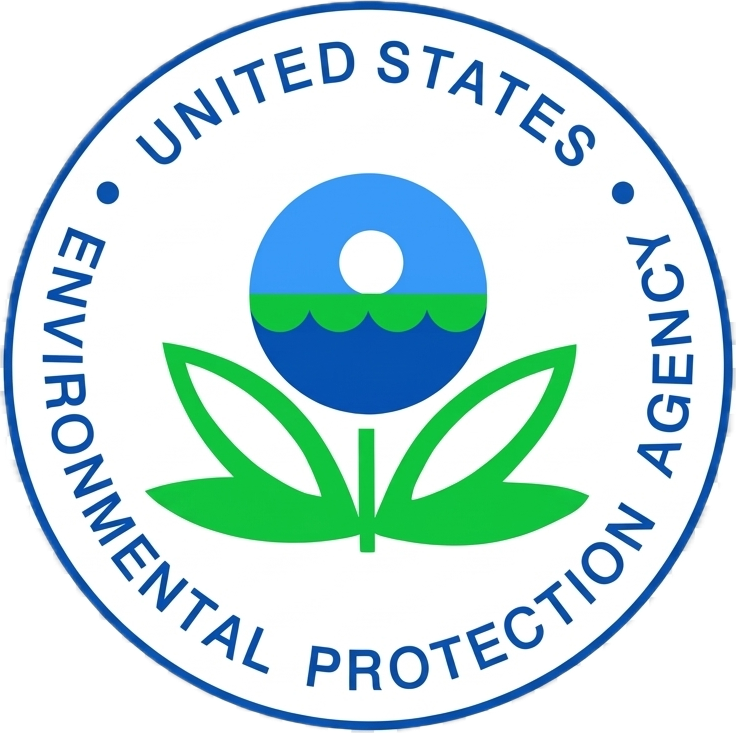 UNITED STATES
ENVIRONMENTAL PROTECTION AGENCY